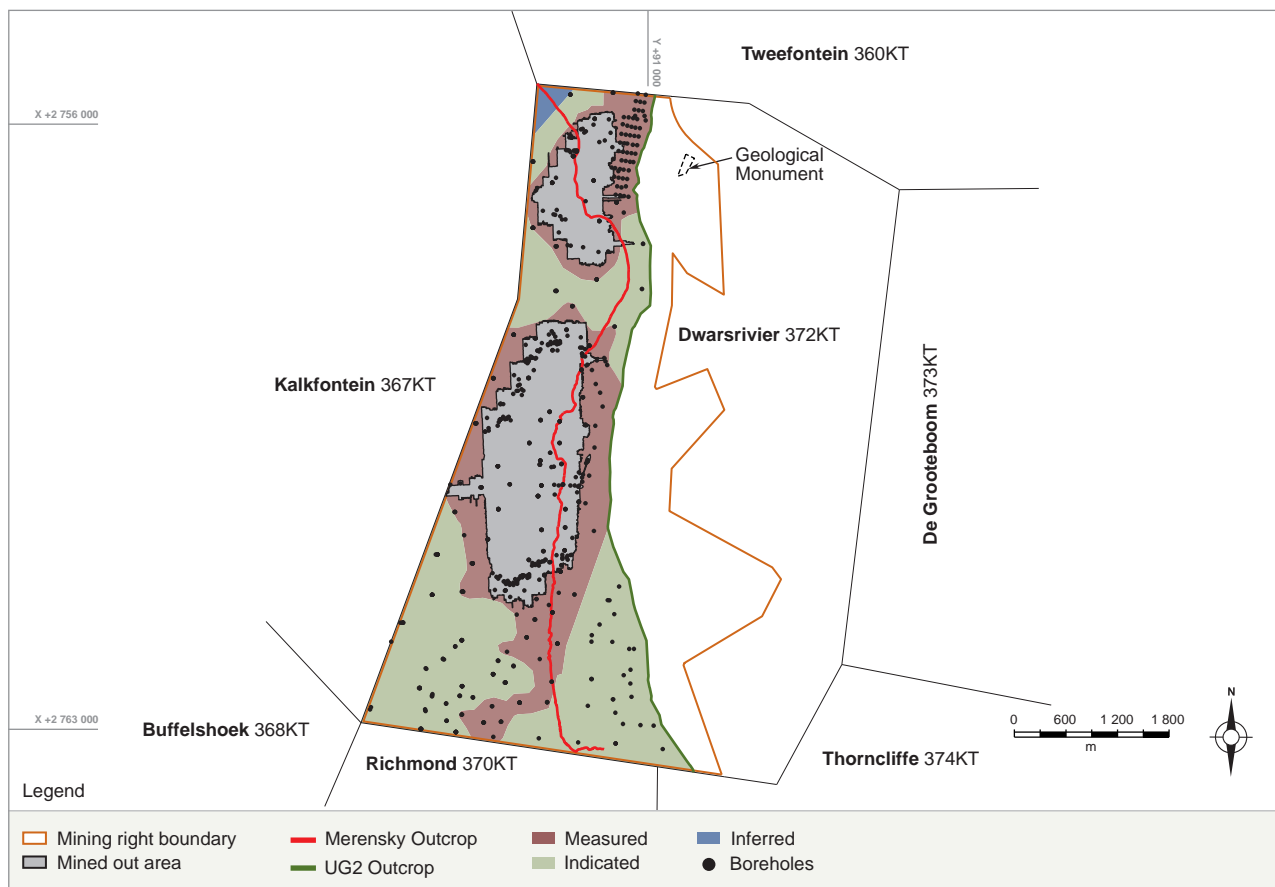 Tweefontein 360KT
Y +91 000
X +2 756 000
Geological
Monument
Dwarsrivier 372KT
Kalkfontein 367KT
De Grooteboom 373KT
X +2 763 000
Buffelshoek 368KT
Richmond 370KT
Thorncliffe 374KT
N
0 600 1 200 1 800
m
Legend
Mining right boundary
Merensky Outcrop
Measured
Inferred
Mined out area
UG2 Outcrop
Indicated
Boreholes